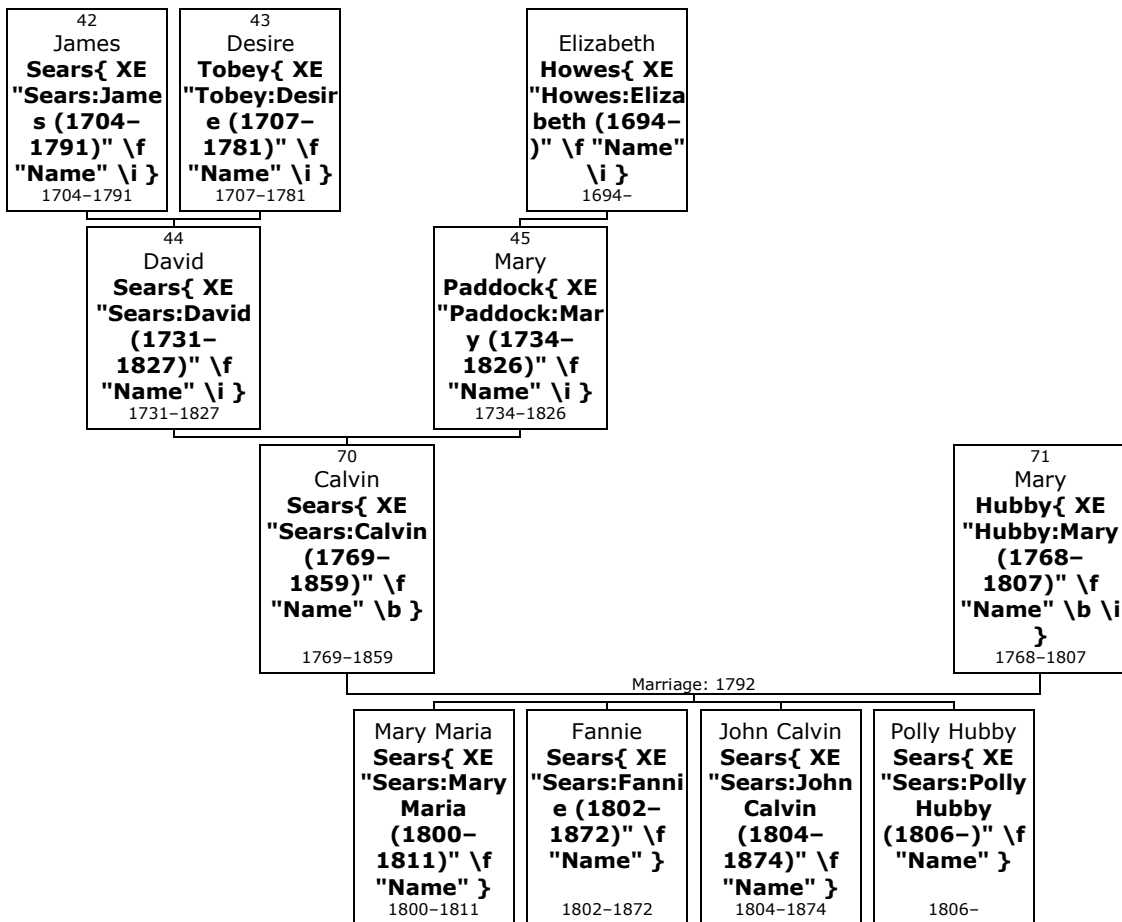 42
James
Sears{ XE
"Sears:Jame
s (1704–
1791)" \f
"Name" \i }
1704–1791
43
Desire
Tobey{ XE
"Tobey:Desir
e (1707–
1781)" \f
"Name" \i }
1707–1781
Elizabeth
Howes{ XE
"Howes:Eliza
beth (1694–
)" \f "Name"
\i }
1694–
44
David
Sears{ XE
"Sears:David
(1731–
1827)" \f
"Name" \i }
1731–1827
45
Mary
Paddock{ XE
"Paddock:Mar
y (1734–
1826)" \f
"Name" \i }
1734–1826
70
Calvin
Sears{ XE
"Sears:Calvin
(1769–
1859)" \f
"Name" \b }
1769–1859
71
Mary
Hubby{ XE
"Hubby:Mary
(1768–
1807)" \f
"Name" \b \i
}
1768–1807
Marriage: 1792
Mary Maria
Sears{ XE
"Sears:Mary
Maria
(1800–
1811)" \f
"Name" }
1800–1811
Fannie
Sears{ XE
"Sears:Fanni
e (1802–
1872)" \f
"Name" }
1802–1872
John Calvin
Sears{ XE
"Sears:John
Calvin
(1804–
1874)" \f
"Name" }
1804–1874
Polly Hubby
Sears{ XE
"Sears:Polly
Hubby
(1806–)" \f
"Name" }
1806–